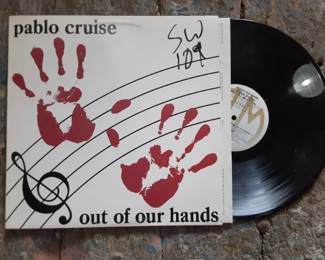 pablo cruise
SW
109
out of our hands
A&M